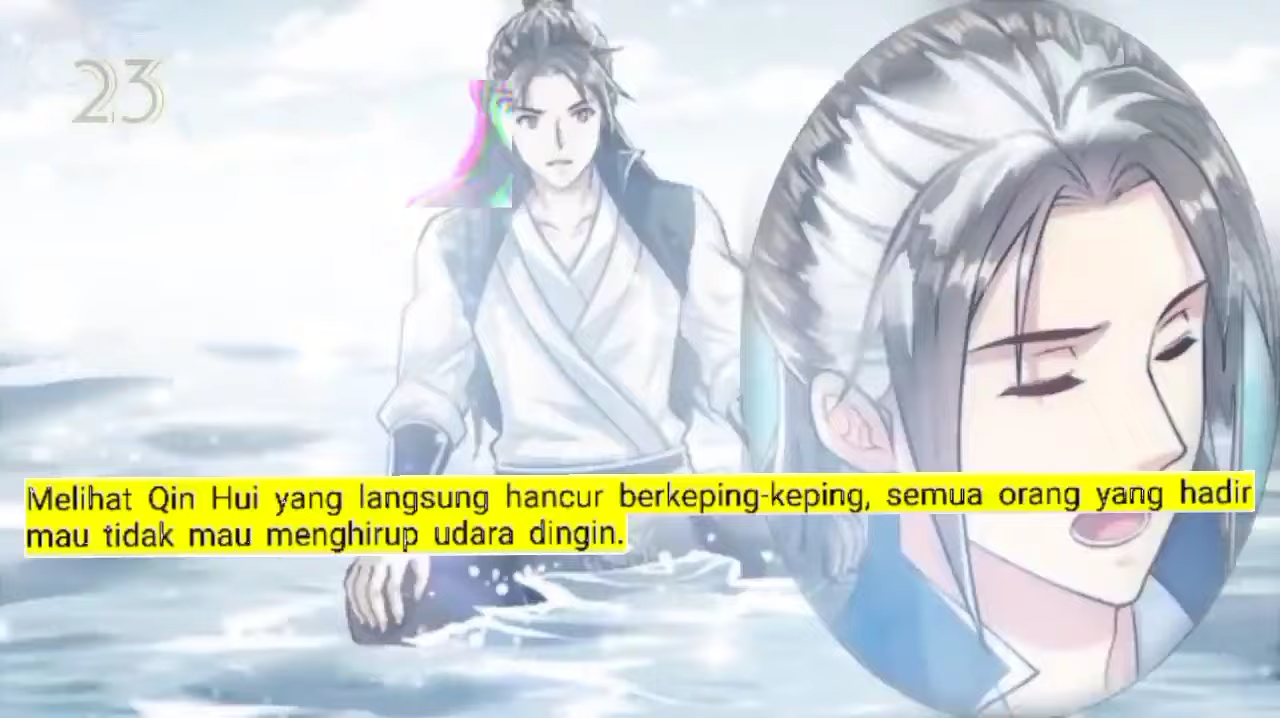 23
Melihat Qin Hui yang langsung hancur berkeping-keping, semua orang yang hadir
mau tidak mau menghirup udara dingin.